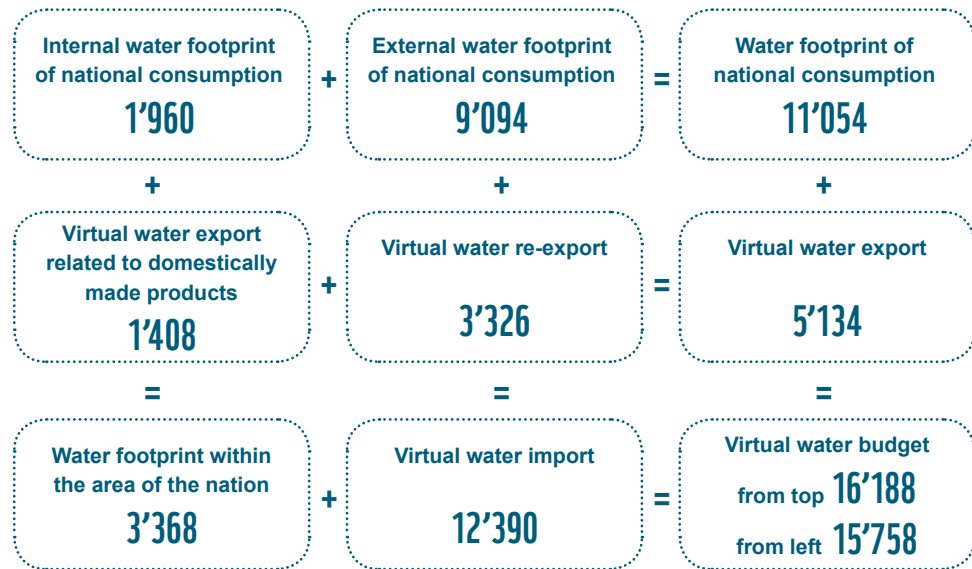 Internal water footprint
of national consumption
1’960
+
External water footprint
of national consumption
9’094
=
Water footprint of
national consumption
11’054
+
+
+
Virtual water export
related to domestically
made products
1’408
+
Virtual water re-export
3’326
=
Virtual water export
5’134
=
=
=
Water footprint within
the area of the nation
3’368
+
Virtual water import
12’390
=
Virtual water budget
from top 16’188
from left 15’758